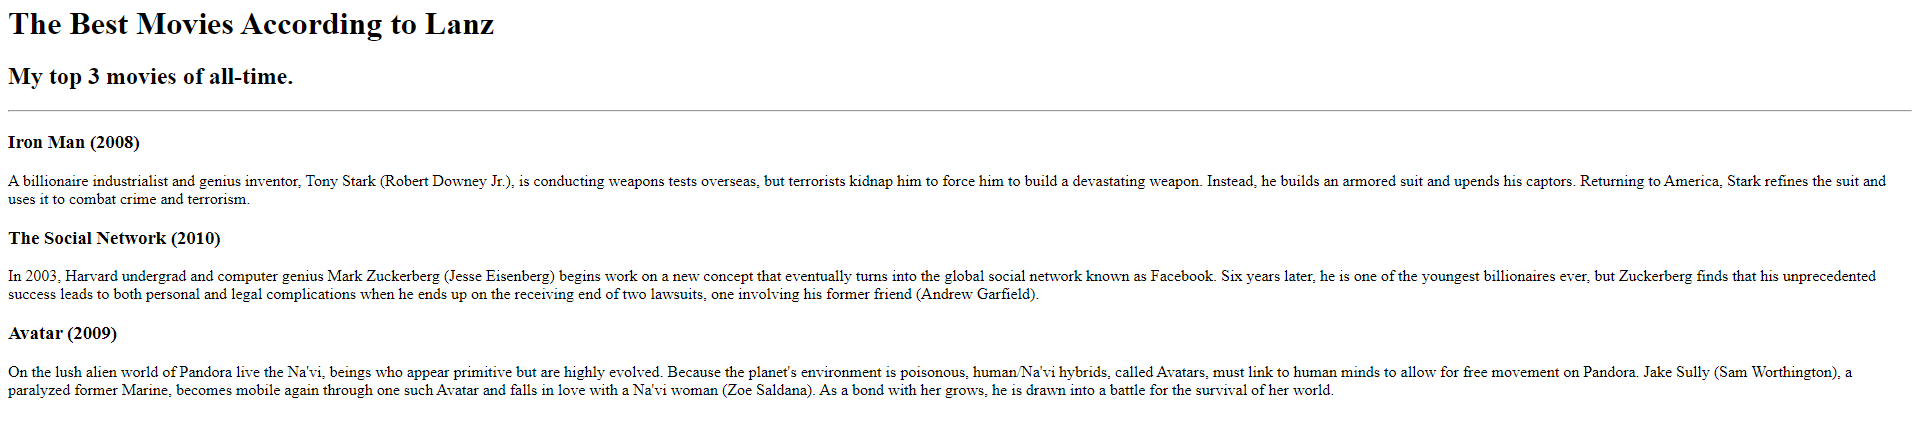 The Best Movies According to Lanz
My top 3 movies of all-time.
Iron Man (2008)
A billionaire industrialist and genius inventor, Tony Stark (Robert Downey Jr.), is conducting weapons tests overseas, but terrorists kidnap him to force him to build a devastating weapon. Instead, he builds an armored suit and upends his captors. Returning to America, Stark refines the suit and
uses it to combat crime and terrorism.
The Social Network (2010)
In 2003, Harvard undergrad and computer genius Mark Zuckerberg (Jesse Eisenberg) begins work on a new concept that eventually turns into the global social network known as Facebook. Six years later, he is one of the youngest billionaires ever, but Zuckerberg finds that his unprecedented
success leads to both personal and legal complications when he ends up on the receiving end of two lawsuits, one involving his former friend (Andrew Garfield).
Avatar (2009)
On the lush alien world of Pandora live the Na'vi, beings who appear primitive but are highly evolved. Because the planet's environment is poisonous, human/Na'vi hybrids, called Avatars, must link to human minds to allow for free movement on Pandora. Jake Sully (Sam Worthington), a
paralyzed former Marine, becomes mobile again through one such Avatar and falls in love with a Na'vi woman (Zoe Saldana). As a bond with her grows, he is drawn into a battle for the survival of her world.